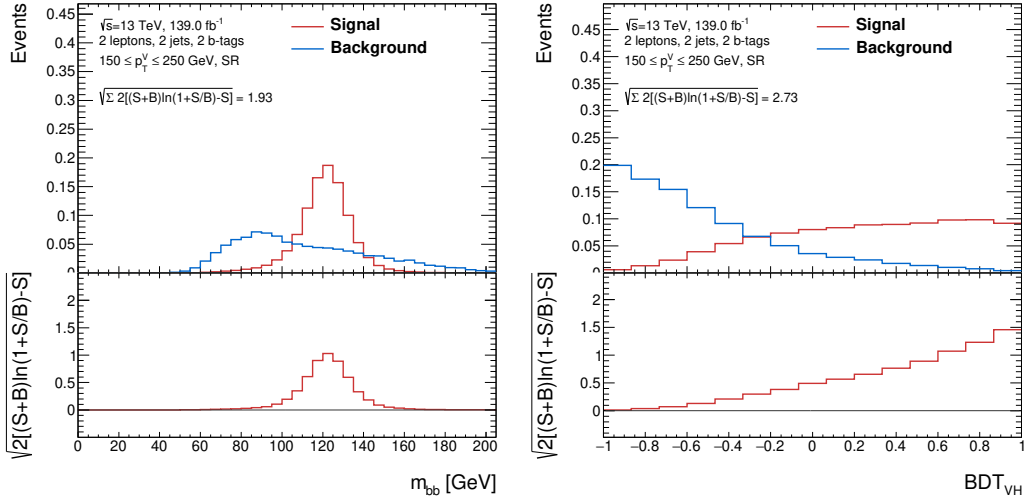 Events
0.45
0.4
0.35
0.3
0.25
0.2
0.15
0.1
0.05
0
√s=13 TeV, 139.0 fb⁻¹
2 leptons, 2 jets, 2 b-tags
150 ≤ p_T^V ≤ 250 GeV, SR
√Σ 2[(S+B)ln(1+S/B)-S] = 1.93
Signal
Background
√2[(S+B)ln(1+S/B)-S]
2
1.5
1
0.5
0
0 20 40 60 80 100 120 140 160 180 200
m_bb [GeV]
Events
0.45
0.4
0.35
0.3
0.25
0.2
0.15
0.1
0.05
0
√s=13 TeV, 139.0 fb⁻¹
2 leptons, 2 jets, 2 b-tags
150 ≤ p_T^V ≤ 250 GeV, SR
√Σ 2[(S+B)ln(1+S/B)-S] = 2.73
Signal
Background
√2[(S+B)ln(1+S/B)-S]
2
1.5
1
0.5
0
−1 −0.8 −0.6 −0.4 −0.2 0 0.2 0.4 0.6 0.8 1
BDT_VH